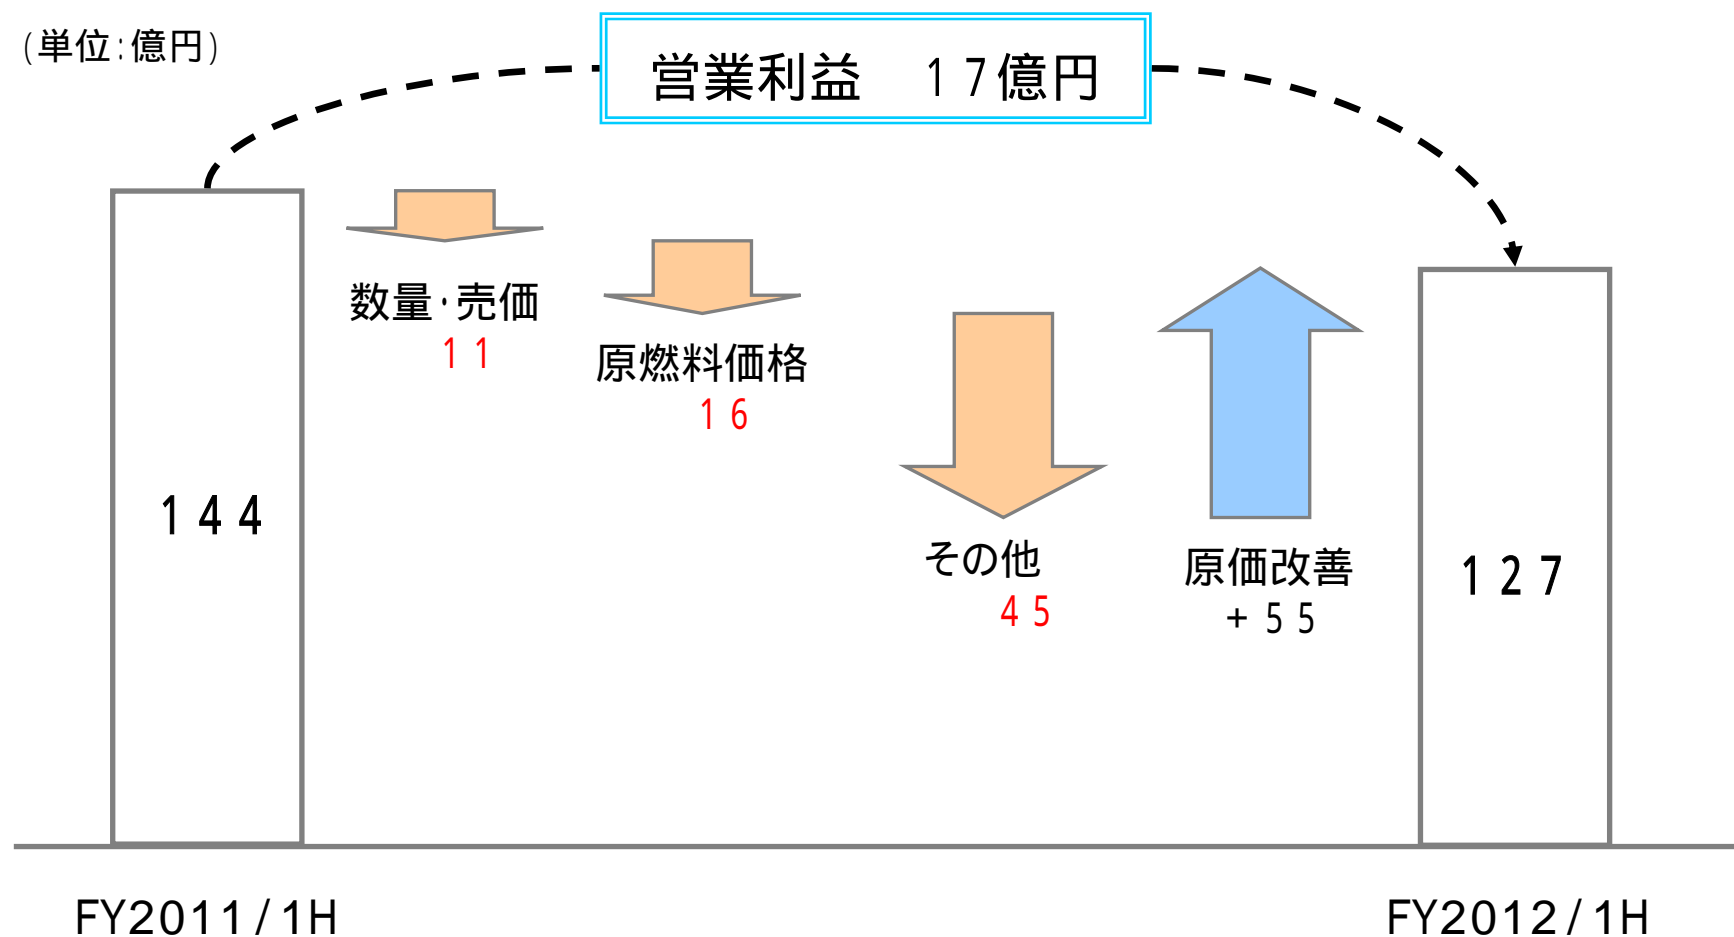 (単位:億円)
営業利益　17億円
数量・売価
11
原燃料価格
16
その他
45
原価改善
+55
144
127
FY2011/1H
FY2012/1H